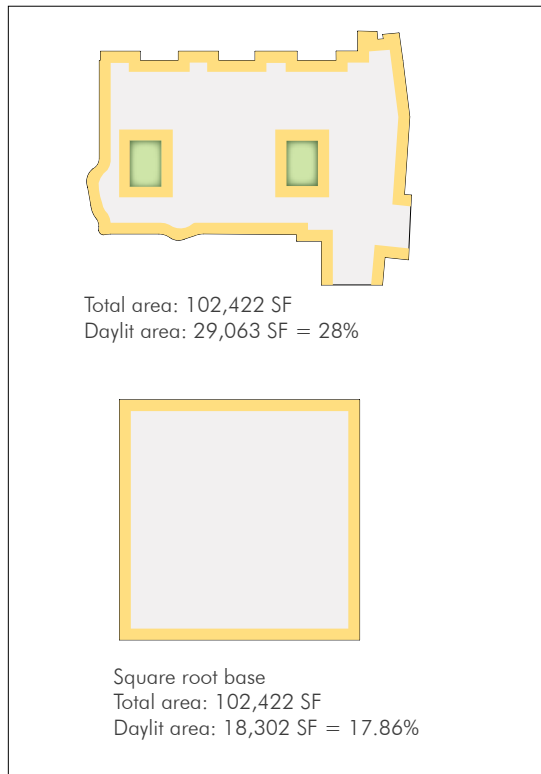 Total area: 102,422 SF
Daylit area: 29,063 SF = 28%
Square root base
Total area: 102,422 SF
Daylit area: 18,302 SF = 17.86%